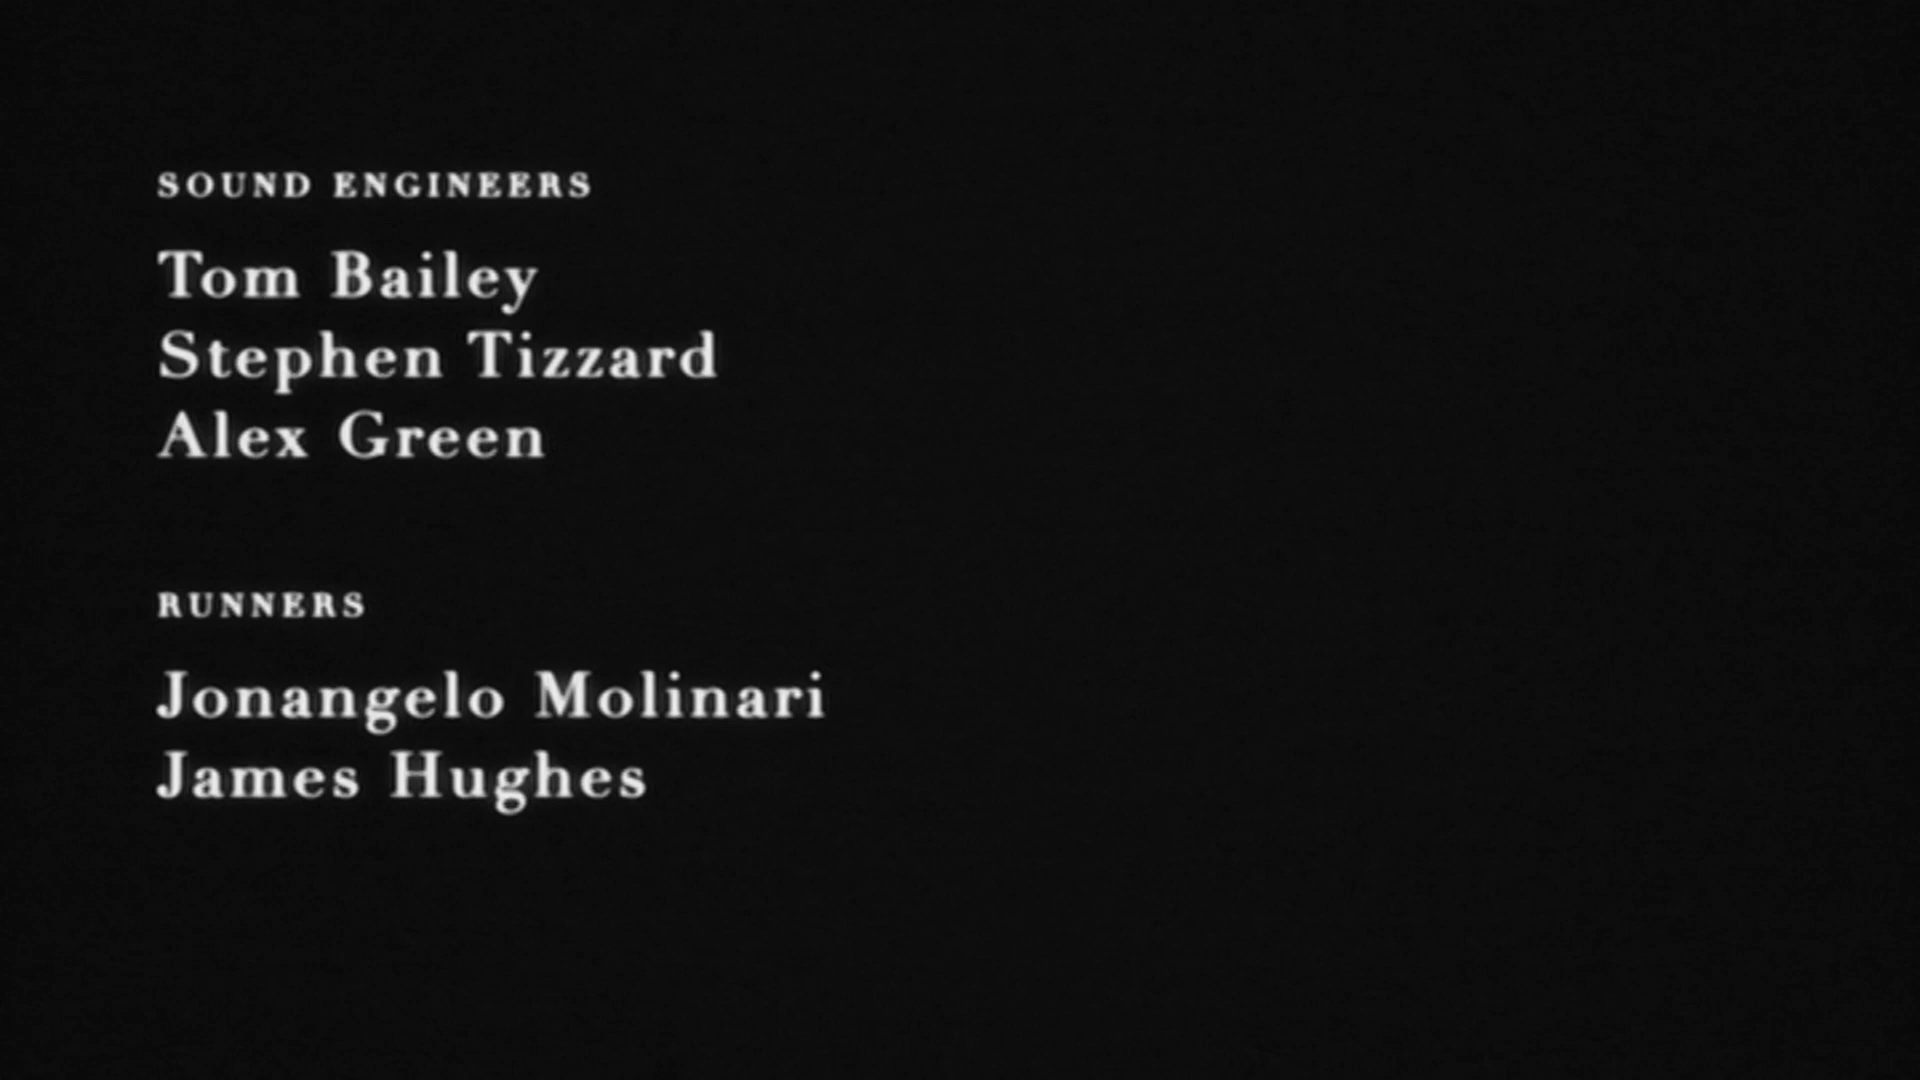 SOUND ENGINEERS
Tom Bailey
Stephen Tizzard
Alex Green
RUNNERS
Jonangelo Molinari
James Hughes